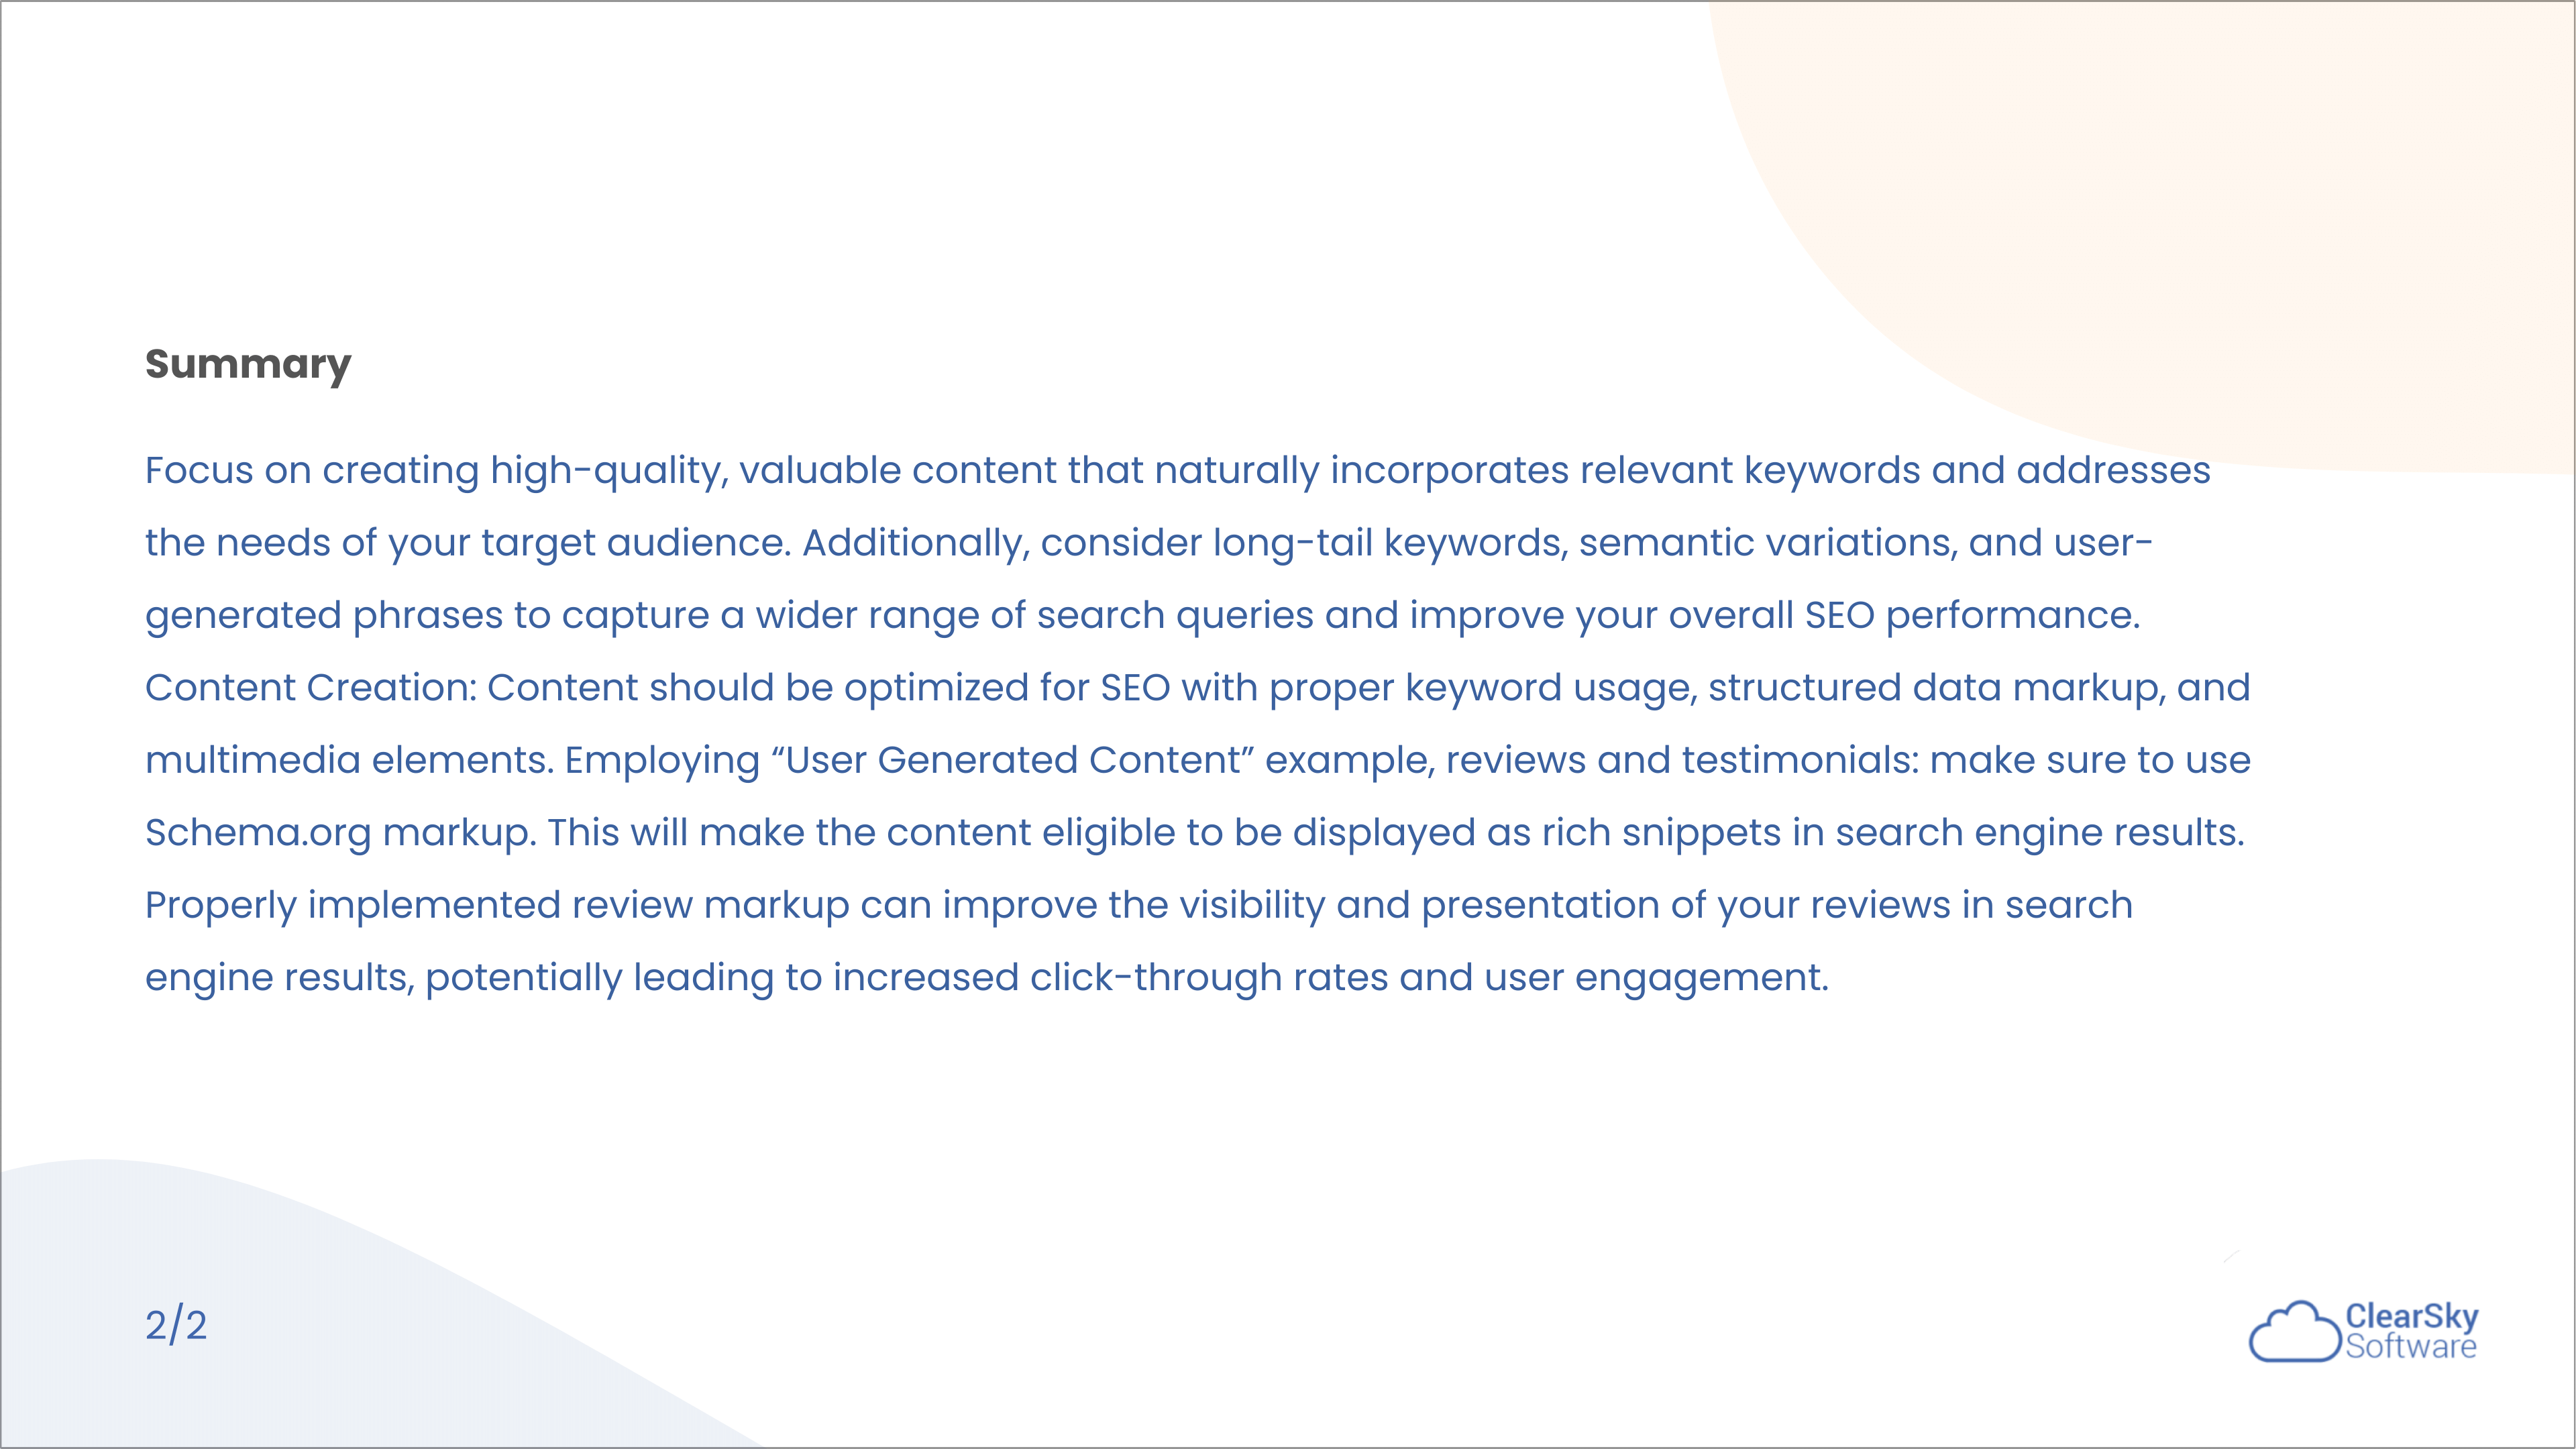 Summary
Focus on creating high-quality, valuable content that naturally incorporates relevant keywords and addresses
the needs of your target audience. Additionally, consider long-tail keywords, semantic variations, and user-
generated phrases to capture a wider range of search queries and improve your overall SEO performance.
Content Creation: Content should be optimized for SEO with proper keyword usage, structured data markup, and
multimedia elements. Employing “User Generated Content” example, reviews and testimonials: make sure to use
Schema.org markup. This will make the content eligible to be displayed as rich snippets in search engine results.
Properly implemented review markup can improve the visibility and presentation of your reviews in search
engine results, potentially leading to increased click-through rates and user engagement.
2/2
ClearSky
Software